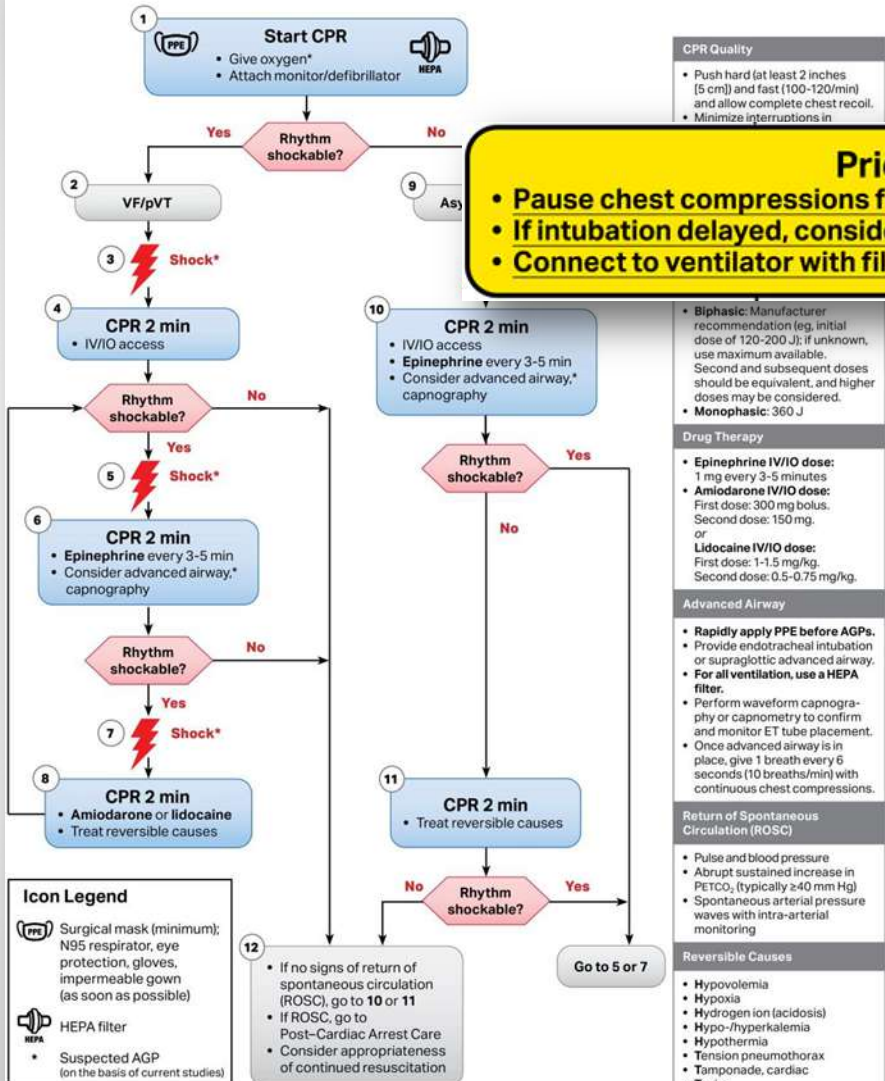 1
PPE
Start CPR
• Give oxygen*
• Attach monitor/defibrillator
HEPA
Yes
Rhythm
shockable?
No
2
VF/pVT
9
3
Shock*
4
CPR 2 min
• IV/IO access
Rhythm
shockable?
No
Yes
5
Shock*
6
CPR 2 min
• Epinephrine every 3-5 min
• Consider advanced airway,*
capnography
Rhythm
shockable?
No
Yes
7
Shock*
8
CPR 2 min
• Amiodarone or lidocaine
• Treat reversible causes
10
CPR 2 min
• IV/IO access
• Epinephrine every 3-5 min
• Consider advanced airway,*
capnography
Rhythm
shockable?
Yes
No
11
CPR 2 min
• Treat reversible causes
No
Rhythm
shockable?
Yes
12
• If no signs of return of
spontaneous circulation
(ROSC), go to 10 or 11
• If ROSC, go to
Post–Cardiac Arrest Care
• Consider appropriateness
of continued resuscitation
Go to 5 or 7
Icon Legend
PPE
Surgical mask (minimum);
N95 respirator, eye
protection, gloves,
impermeable gown
(as soon as possible)
HEPA
HEPA filter
* Suspected AGP
(on the basis of current studies)
• Pause chest compressions
• If intubation delayed,
• Connect to ventilator with
CPR Quality
• Push hard (at least 2 inches
[5 cm]) and fast (100-120/min)
and allow complete chest recoil.
• Minimize interruptions in
• Biphasic: Manufacturer
recommendation (eg, initial
dose of 120-200 J); if unknown,
use maximum available.
Second and subsequent doses
should be equivalent, and higher
doses may be considered.
• Monophasic: 360 J
Drug Therapy
• Epinephrine IV/IO dose:
1 mg every 3-5 minutes
• Amiodarone IV/IO dose:
First dose: 300 mg bolus.
Second dose: 150 mg.
or
Lidocaine IV/IO dose:
First dose: 1-1.5 mg/kg.
Second dose: 0.5-0.75 mg/kg.
Advanced Airway
• Rapidly apply PPE before AGPs.
• Provide endotracheal intubation
or supraglottic advanced airway.
• For all ventilation, use a HEPA
filter.
• Perform waveform capnogra-
phy or capnometry to confirm
and monitor ET tube placement.
• Once advanced airway is in
place, give 1 breath every 6
seconds (10 breaths/min) with
continuous chest compressions.
Return of Spontaneous
Circulation (ROSC)
• Pulse and blood pressure
• Abrupt sustained increase in
PETCO₂ (typically ≥40 mm Hg)
• Spontaneous arterial pressure
waves with intra-arterial
monitoring
Reversible Causes
• Hypovolemia
• Hypoxia
• Hydrogen ion (acidosis)
• Hypo-/hyperkalemia
• Hypothermia
• Tension pneumothorax
• Tamponade, cardiac